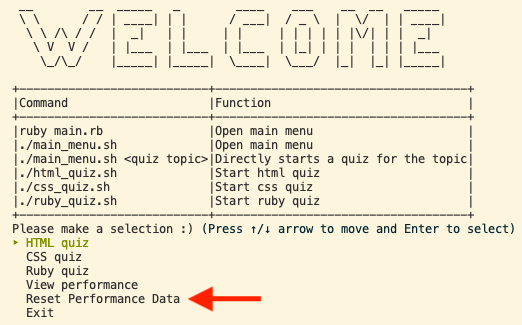 WELCOME
Command Function
ruby main.rb Open main menu
./main_menu.sh Open main menu
./main_menu.sh <quiz topic> Directly starts a quiz for the topic
./html_quiz.sh Start html quiz
./css_quiz.sh Start css quiz
./ruby_quiz.sh Start ruby quiz
Please make a selection :) (Press ↑/↓ arrow to move and Enter to select)
‣ HTML quiz
CSS quiz
Ruby quiz
View performance
Reset Performance Data
Exit